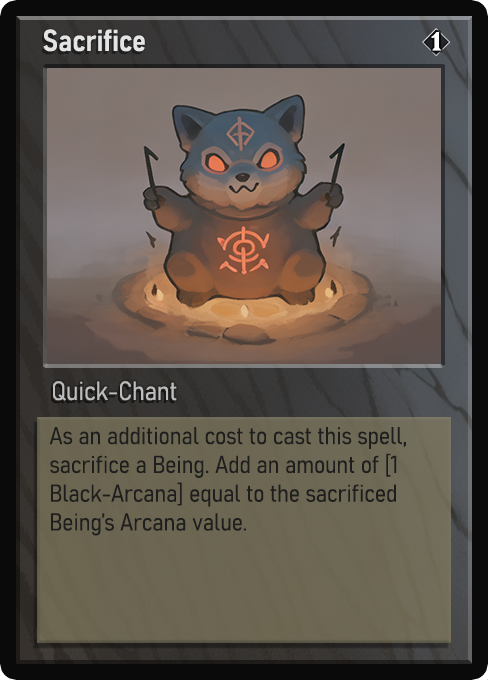 Sacrifice
1
Quick-Chant
As an additional cost to cast this spell,
sacrifice a Being. Add an amount of [1
Black-Arcana] equal to the sacrificed
Being's Arcana value.